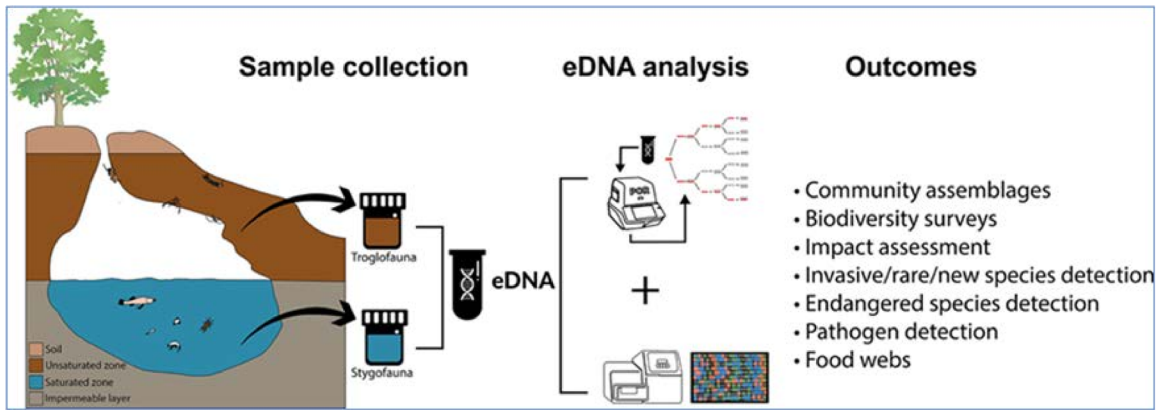 Sample collection
eDNA analysis
Outcomes
Troglofauna
Stygofauna
eDNA
PCR
• Community assemblages
• Biodiversity surveys
• Impact assessment
• Invasive/rare/new species detection
• Endangered species detection
• Pathogen detection
• Food webs
Soil
Unsaturated zone
Saturated zone
Impermeable layer